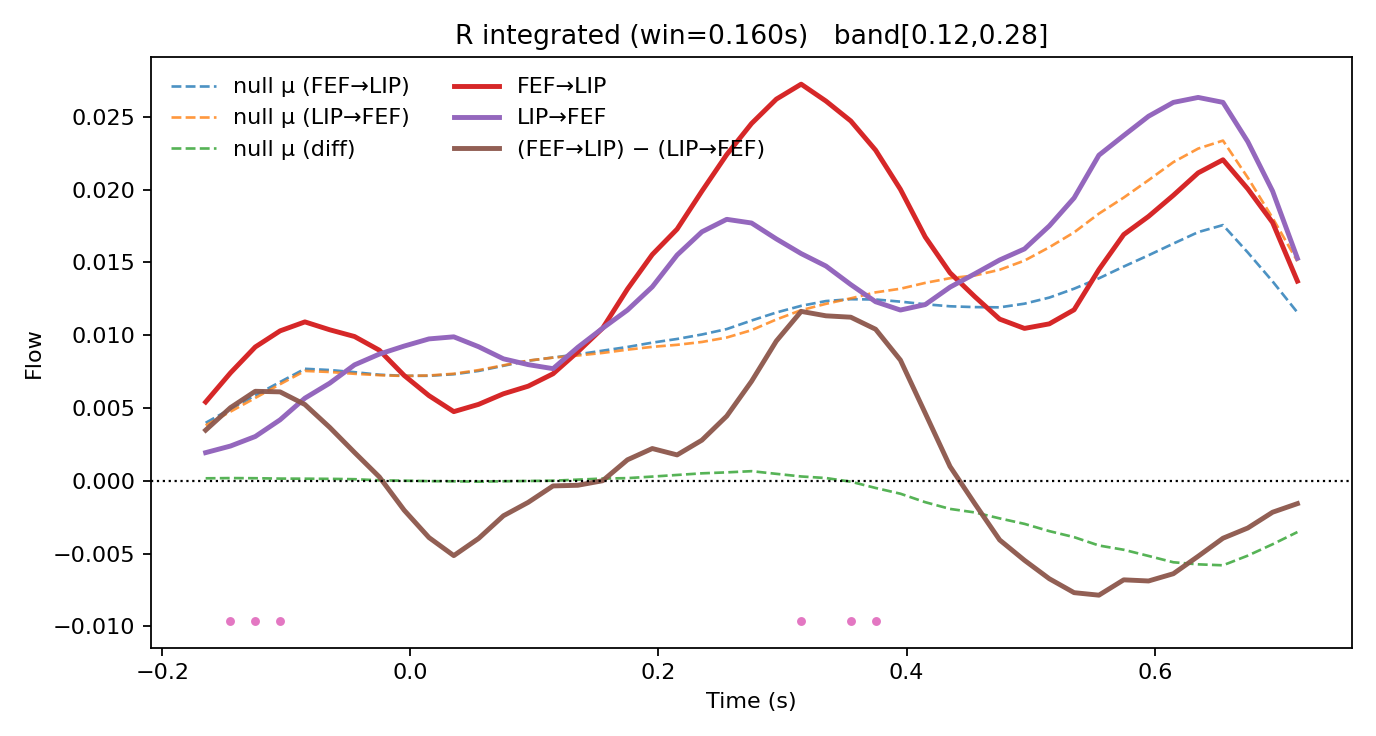 R integrated (win=0.160s)   band[0.12,0.28]
null μ (FEF→LIP)
null μ (LIP→FEF)
null μ (diff)
FEF→LIP
LIP→FEF
(FEF→LIP) − (LIP→FEF)
Flow
0.025
0.020
0.015
0.010
0.005
0.000
−0.005
−0.010
−0.2 0.0 0.2 0.4 0.6
Time (s)